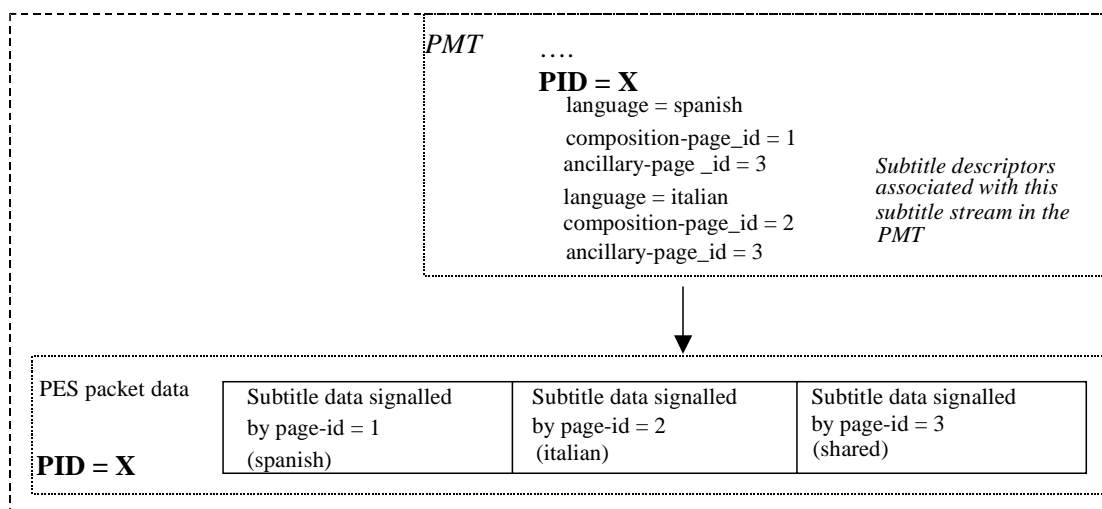 PMT ....
PID = X
language = spanish
composition-page_id = 1
ancillary-page _id = 3
language = italian
composition-page_id = 2
ancillary-page_id = 3
Subtitle descriptors
associated with this
subtitle stream in the
PMT
PES packet data
PID = X
Subtitle data signalled
by page-id = 1
(spanish)
Subtitle data signalled
by page-id = 2
(italian)
Subtitle data signalled
by page-id = 3
(shared)